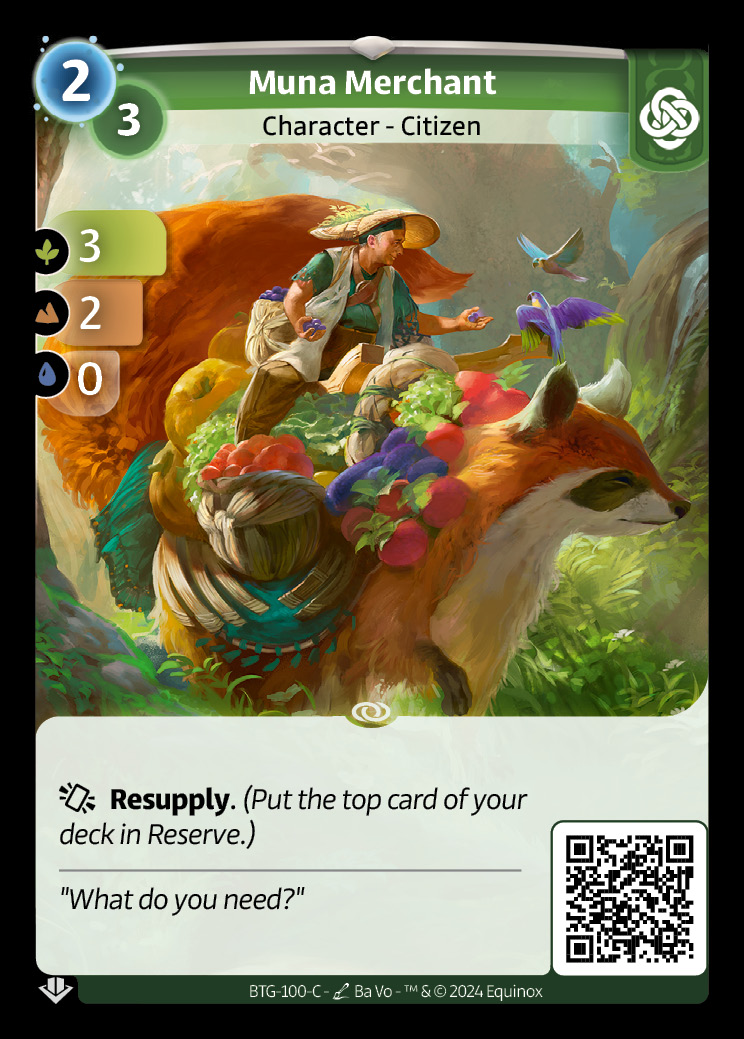 2
Muna Merchant
3
Character - Citizen
3
2
0
Resupply. (Put the top card of your
deck in Reserve.)
"What do you need?"
BTG-100-C - Ba Vo - ™ & © 2024 Equinox